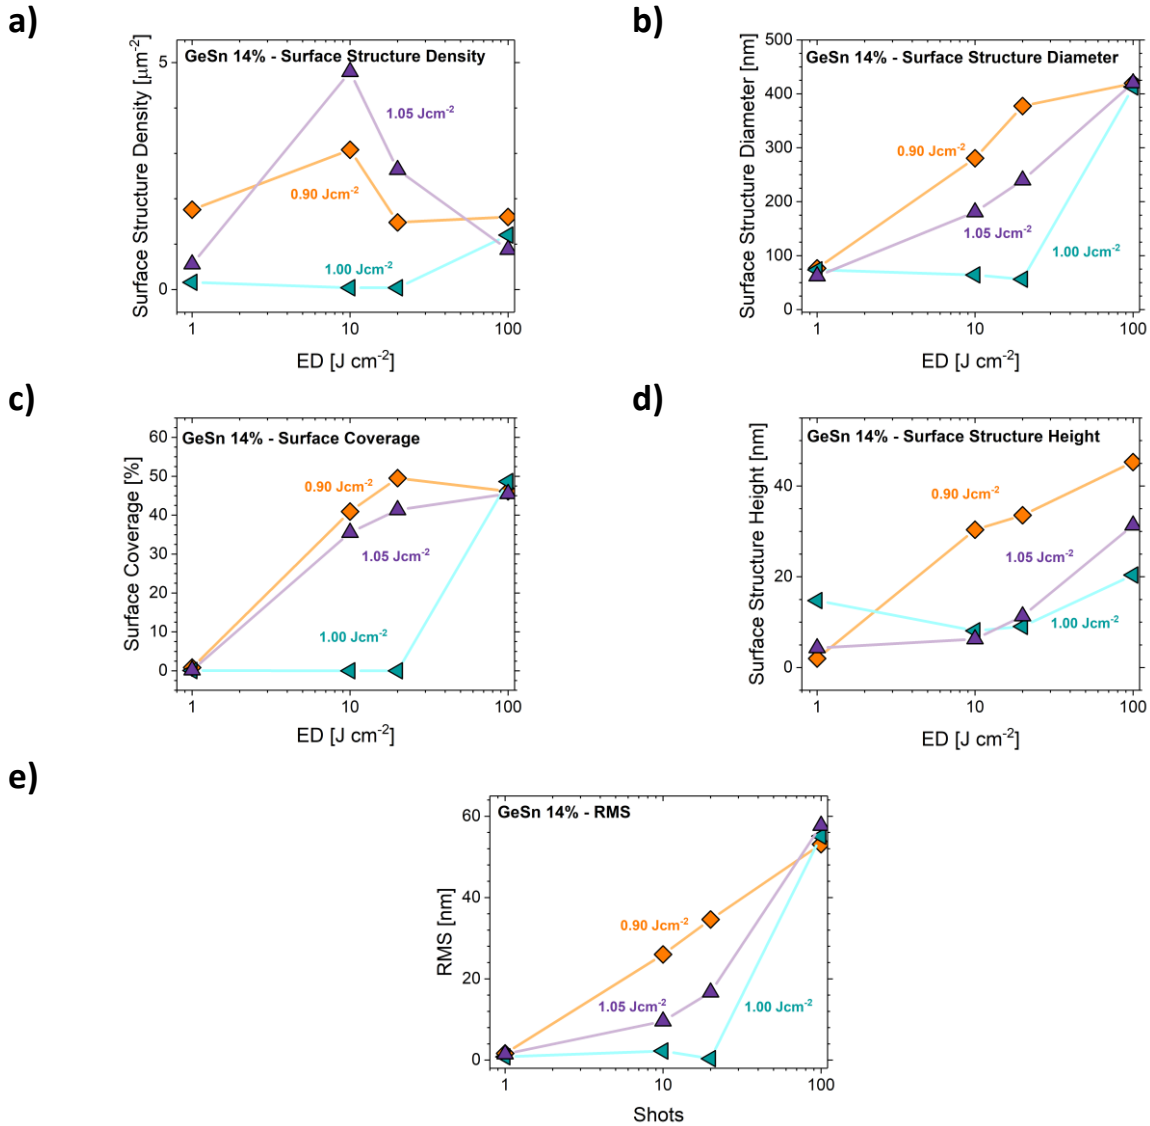 a)
GeSn 14% - Surface Structure Density
Surface Structure Density [μm⁻²]
5
0
1.05 Jcm⁻²
0.90 Jcm⁻²
1.00 Jcm⁻²
1 10 100
ED [J cm⁻²]
b)
GeSn 14% - Surface Structure Diameter
Surface Structure Diameter [nm]
500
400
300
200
100
0
0.90 Jcm⁻²
1.05 Jcm⁻²
1.00 Jcm⁻²
1 10 100
ED [J cm⁻²]
c)
GeSn 14% - Surface Coverage
Surface Coverage [%]
60
50
40
30
20
10
0
0.90 Jcm⁻²
1.05 Jcm⁻²
1.00 Jcm⁻²
1 10 100
ED [J cm⁻²]
d)
GeSn 14% - Surface Structure Height
Surface Structure Height [nm]
40
20
0
0.90 Jcm⁻²
1.05 Jcm⁻²
1.00 Jcm⁻²
1 10 100
ED [J cm⁻²]
e)
GeSn 14% - RMS
RMS [nm]
60
40
20
0
0.90 Jcm⁻²
1.05 Jcm⁻²
1.00 Jcm⁻²
1 10 100
Shots